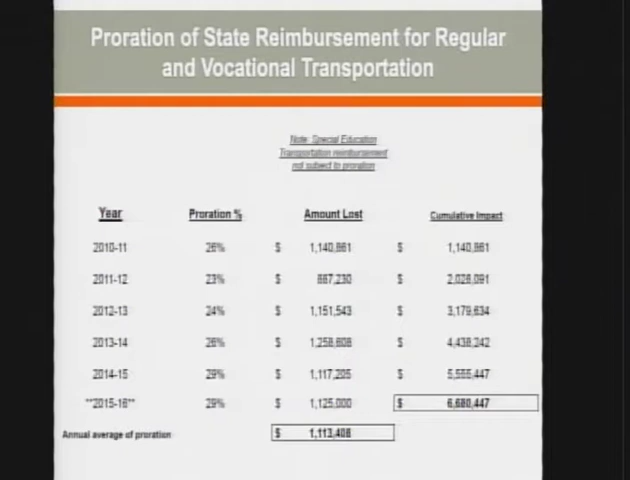 Proration of State Reimbursement for Regular
and Vocational Transportation
Note: Special Education
Transportation reimbursement
not subject to proration
Year Proration % Amount Lost Cumulative Impact
2010-11 26% $ 1,140,861 $ 1,140,861
2011-12 23% $ 887,230 $ 2,028,091
2012-13 24% $ 1,151,543 $ 3,179,634
2013-14 26% $ 1,258,608 $ 4,438,242
2014-15 29% $ 1,117,205 $ 5,555,447
**2015-16** 29% $ 1,125,000 $ 6,680,447
Annual average of proration $ 1,113,408